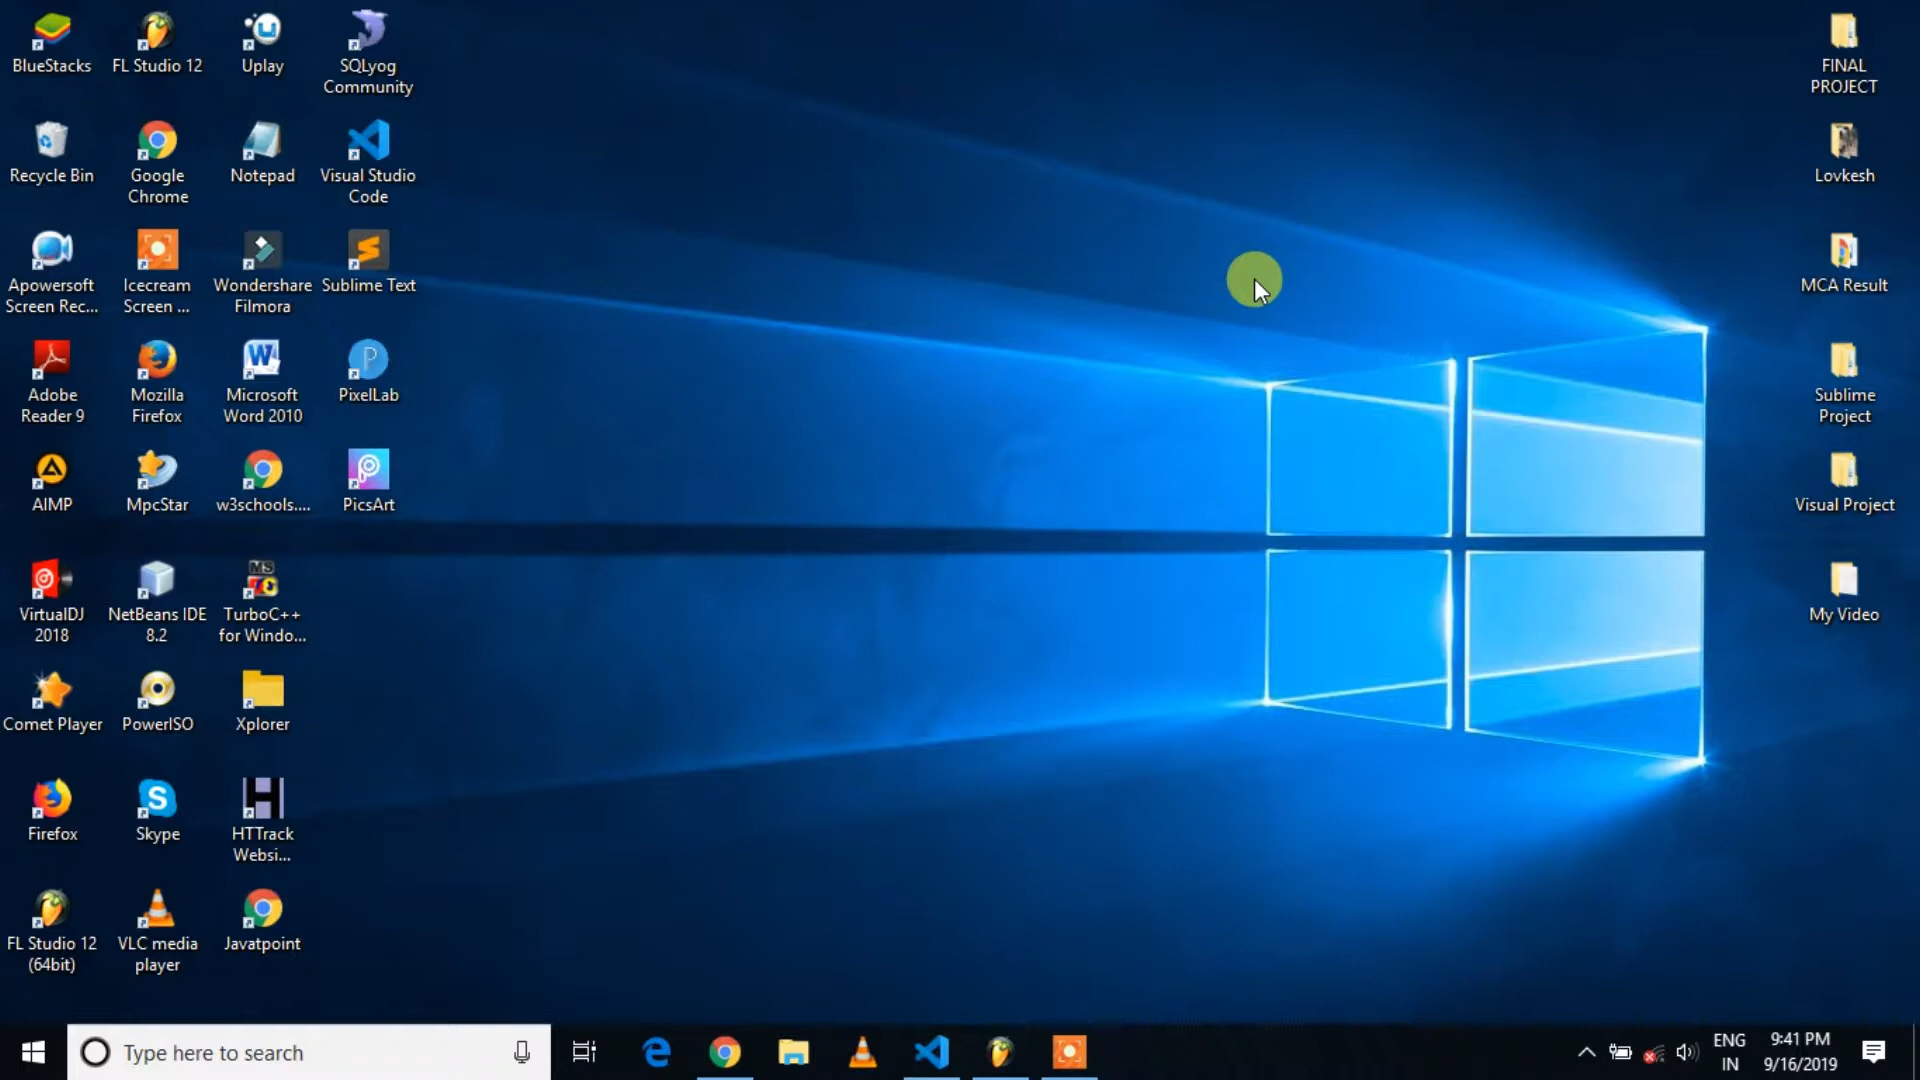 BlueStacks
FL Studio 12
Uplay
SQLyog
Community
Recycle Bin
Google
Chrome
Notepad
Visual Studio
Code
Apowersoft
Screen Rec...
Icecream
Screen ...
Wondershare
Filmora
Sublime Text
Adobe
Reader 9
Mozilla
Firefox
Microsoft
Word 2010
PixelLab
AIMP
MpcStar
w3schools....
PicsArt
VirtualDJ
2018
NetBeans IDE
8.2
TurboC++
for Windo...
Comet Player
PowerISO
Xplorer
Firefox
Skype
HTTrack
Websi...
FL Studio 12
(64bit)
VLC media
player
Javatpoint
FINAL
PROJECT
Lovkesh
MCA Result
Sublime
Project
Visual Project
My Video
Type here to search
ENG
IN
9:41 PM
9/16/2019